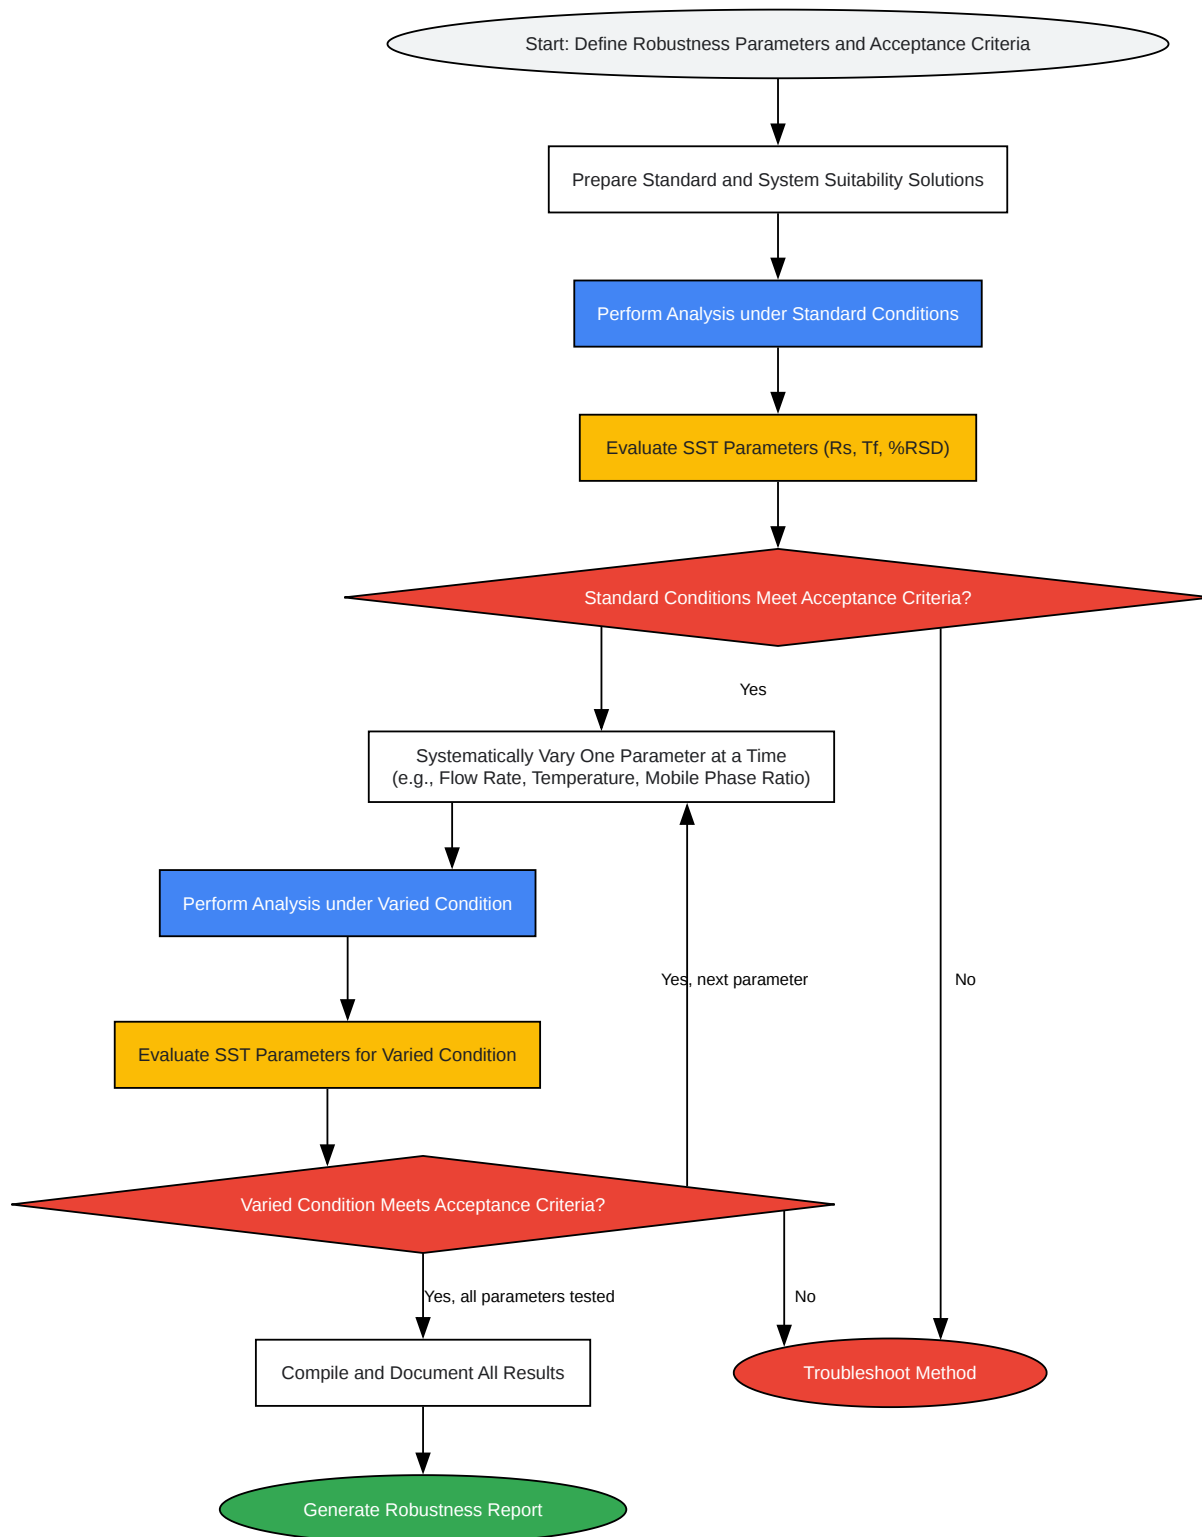 Start: Define Robustness Parameters and Acceptance Criteria
Prepare Standard and System Suitability Solutions
Perform Analysis under Standard Conditions
Evaluate SST Parameters (Rs, Tf, %RSD)
Standard Conditions Meet Acceptance Criteria?
Yes
Systematically Vary One Parameter at a Time
(e.g., Flow Rate, Temperature, Mobile Phase Ratio)
Perform Analysis under Varied Condition
Yes, next parameter
No
Evaluate SST Parameters for Varied Condition
Varied Condition Meets Acceptance Criteria?
Yes, all parameters tested
No
Compile and Document All Results
Troubleshoot Method
Generate Robustness Report